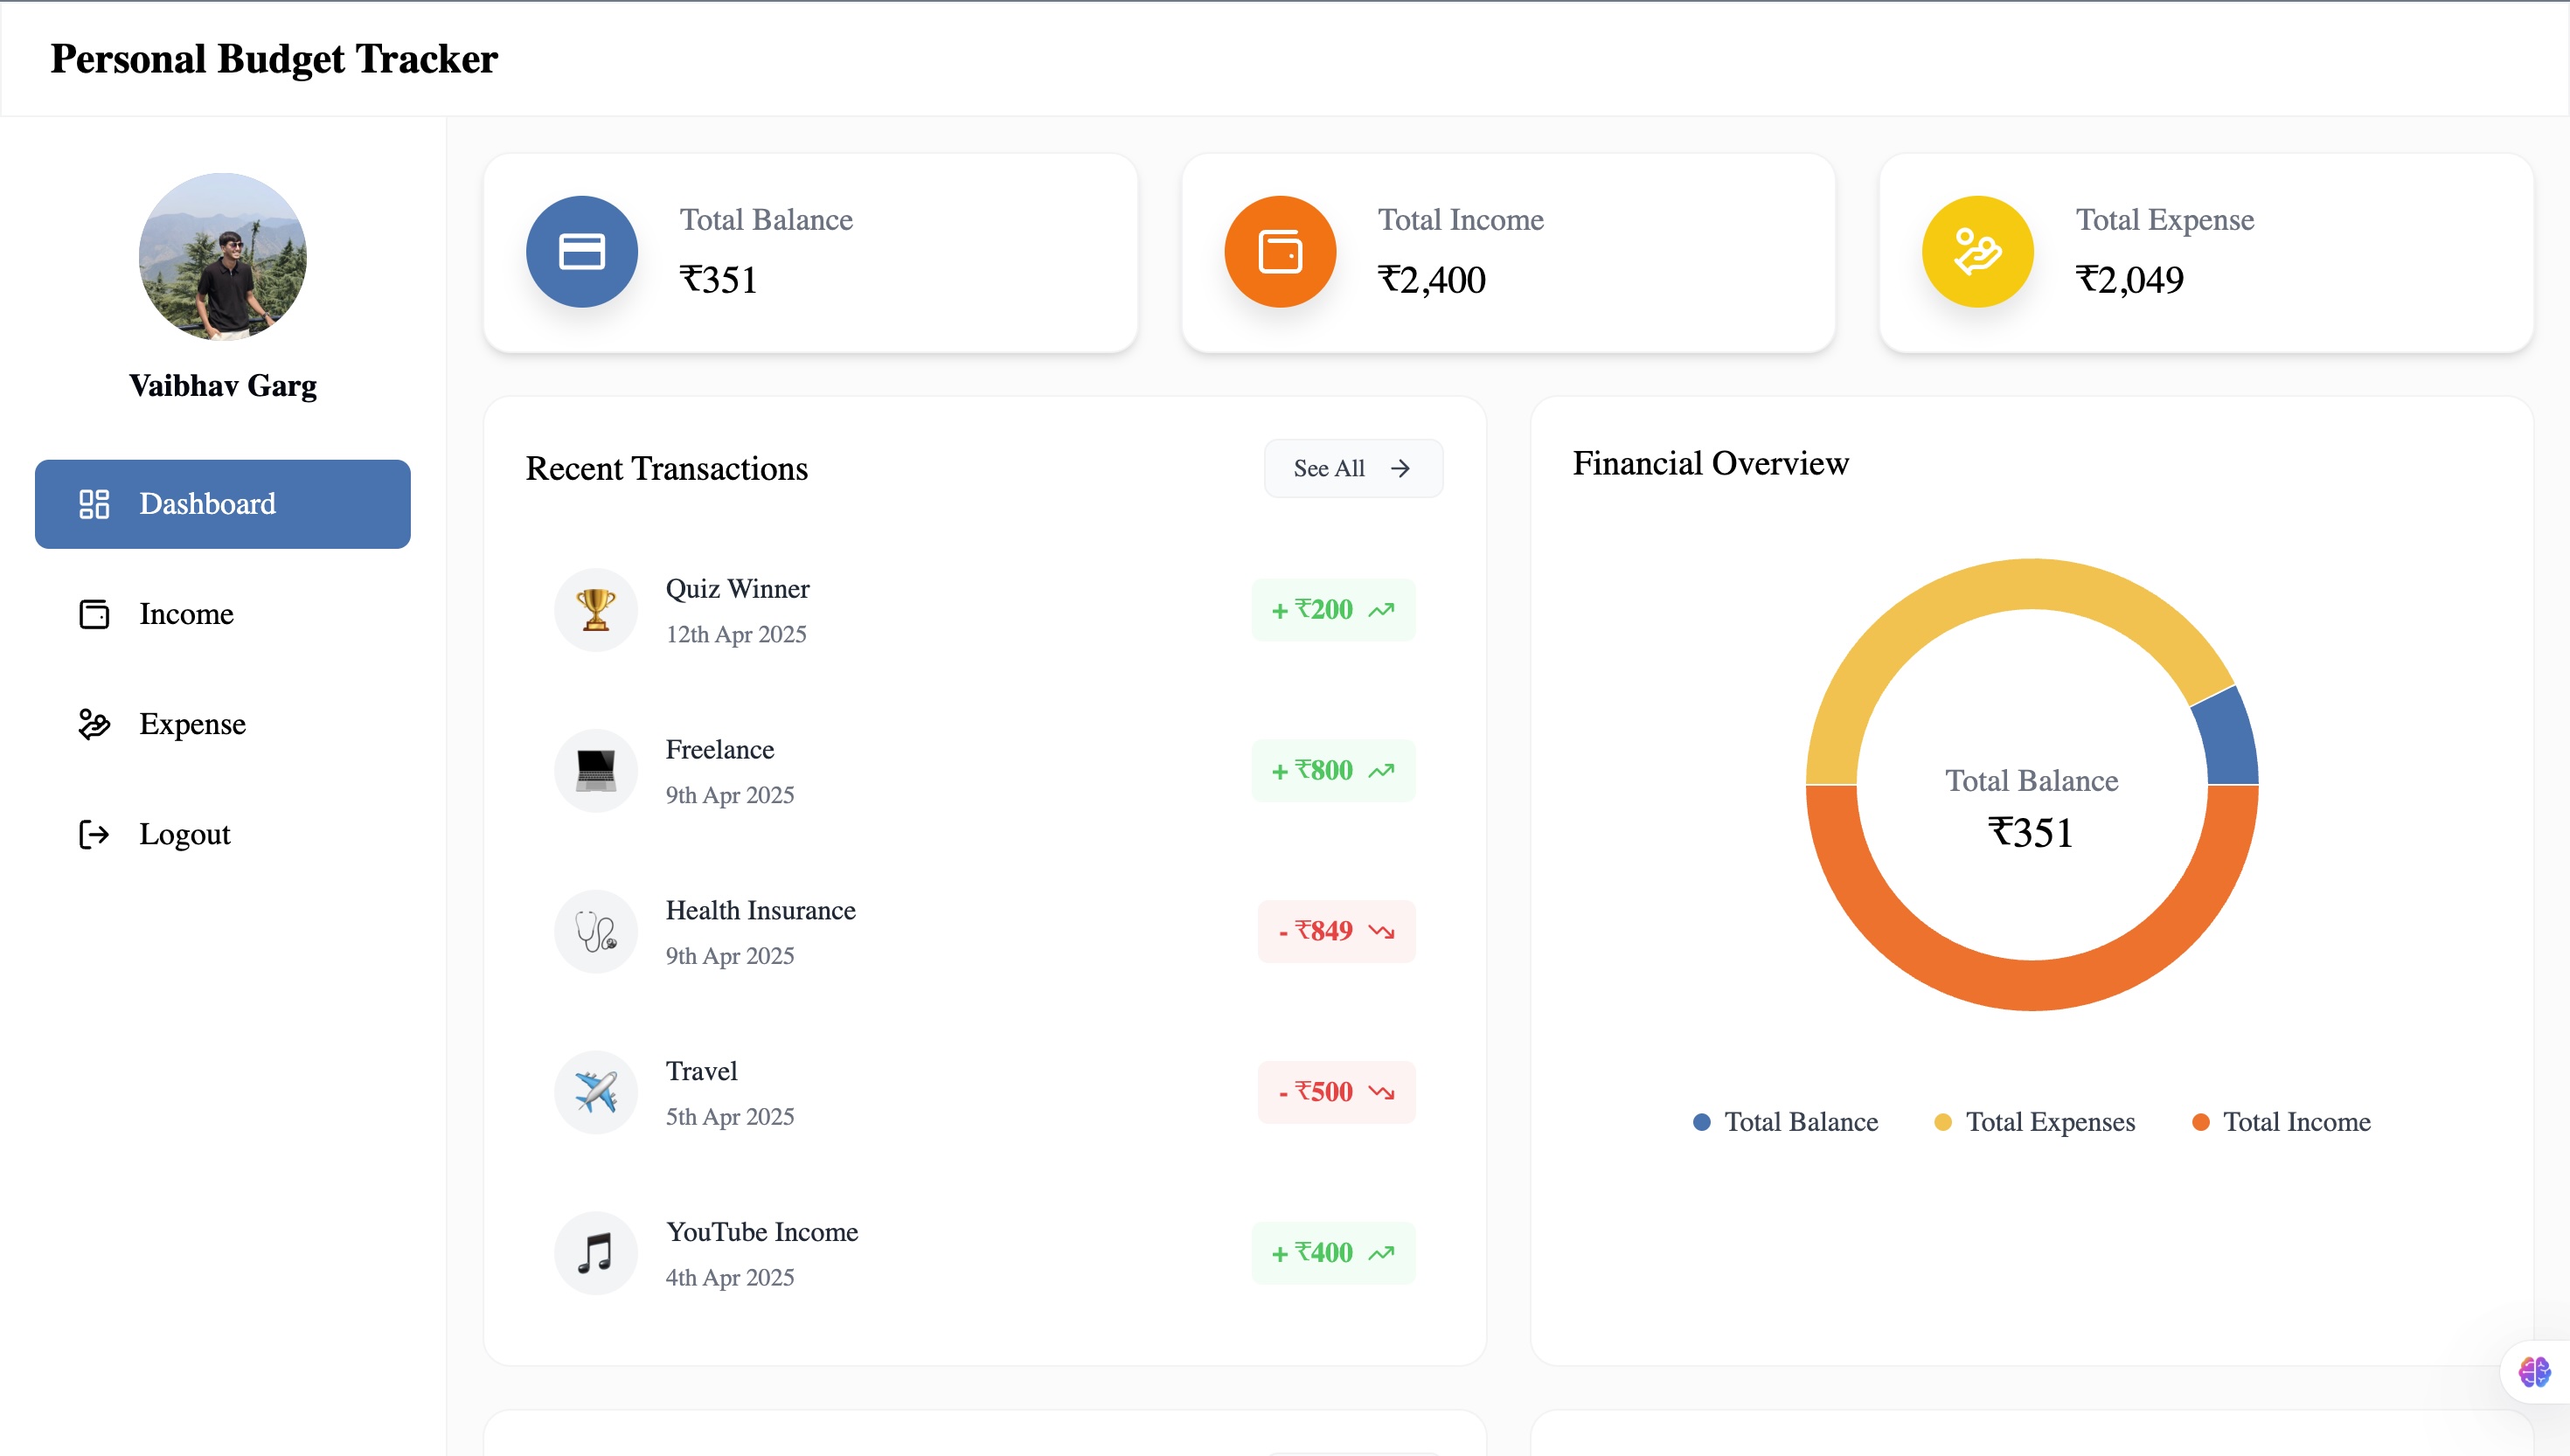 Personal Budget Tracker
Vaibhav Garg
Dashboard
Income
Expense
Logout
Total Balance
₹351
Total Income
₹2,400
Total Expense
₹2,049
Recent Transactions
See All
Quiz Winner
12th Apr 2025
+ ₹200
Freelance
9th Apr 2025
+ ₹800
Health Insurance
9th Apr 2025
- ₹849
Travel
5th Apr 2025
- ₹500
YouTube Income
4th Apr 2025
+ ₹400
Financial Overview
Total Balance
₹351
Total Balance
Total Expenses
Total Income